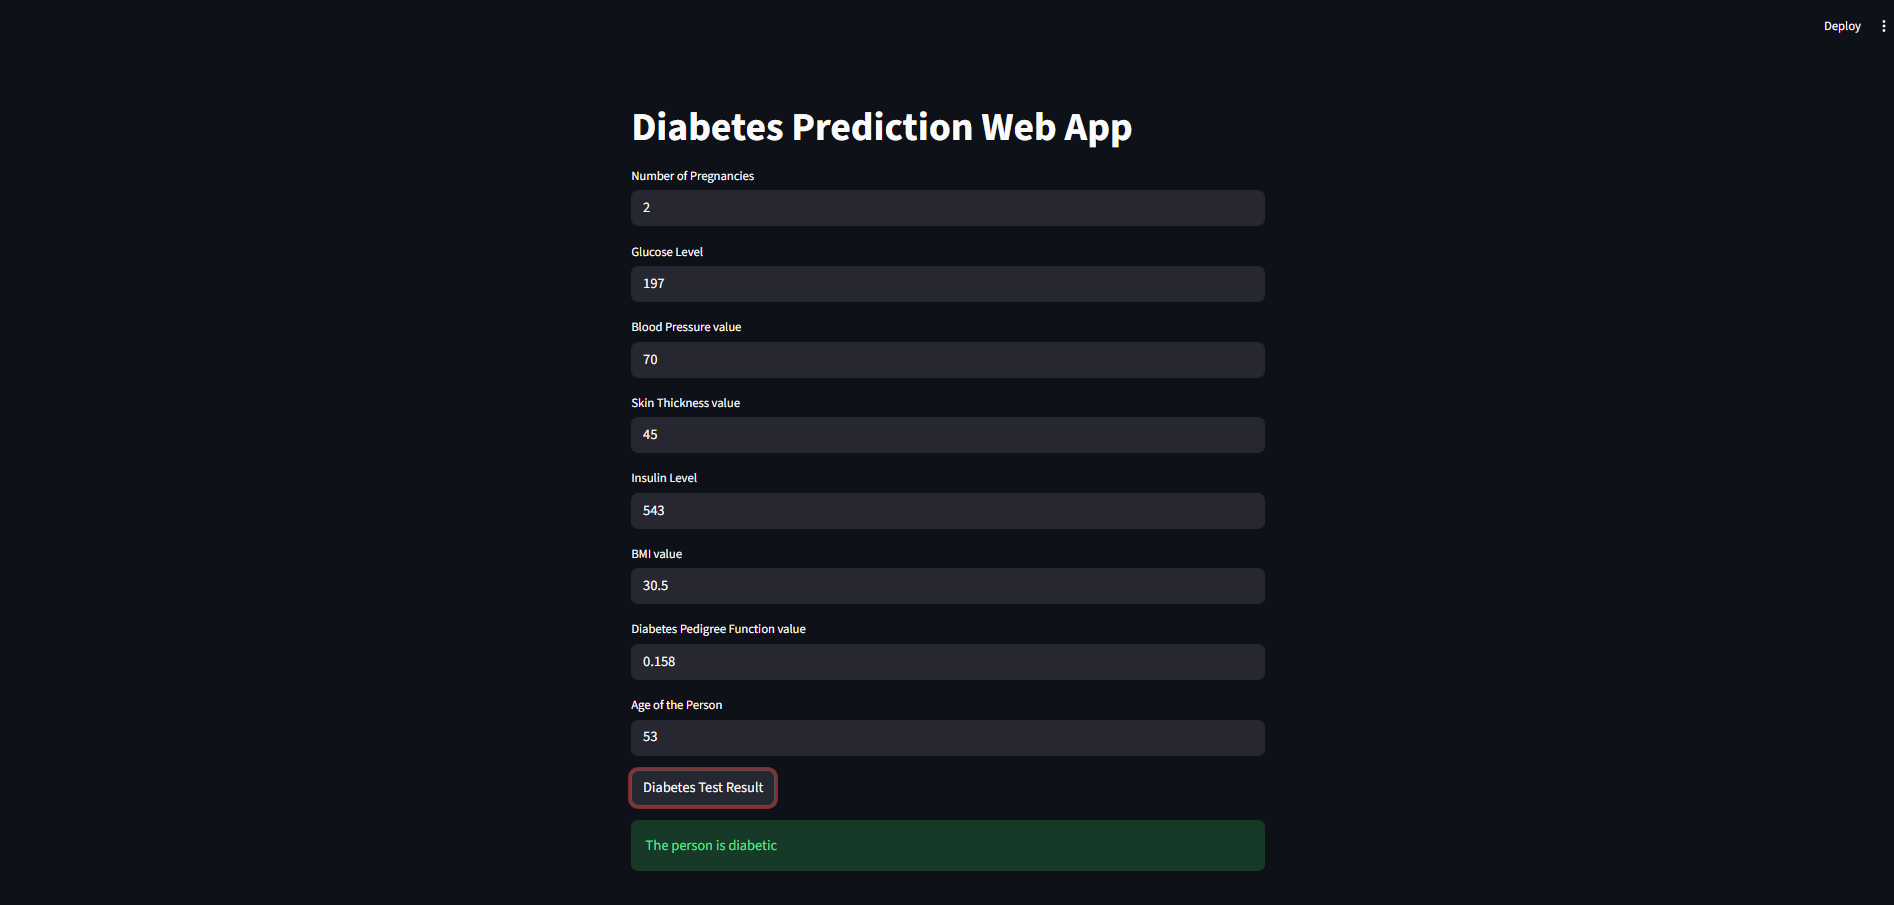 Deploy
Diabetes Prediction Web App
Number of Pregnancies
2
Glucose Level
197
Blood Pressure value
70
Skin Thickness value
45
Insulin Level
543
BMI value
30.5
Diabetes Pedigree Function value
0.158
Age of the Person
53
Diabetes Test Result
The person is diabetic